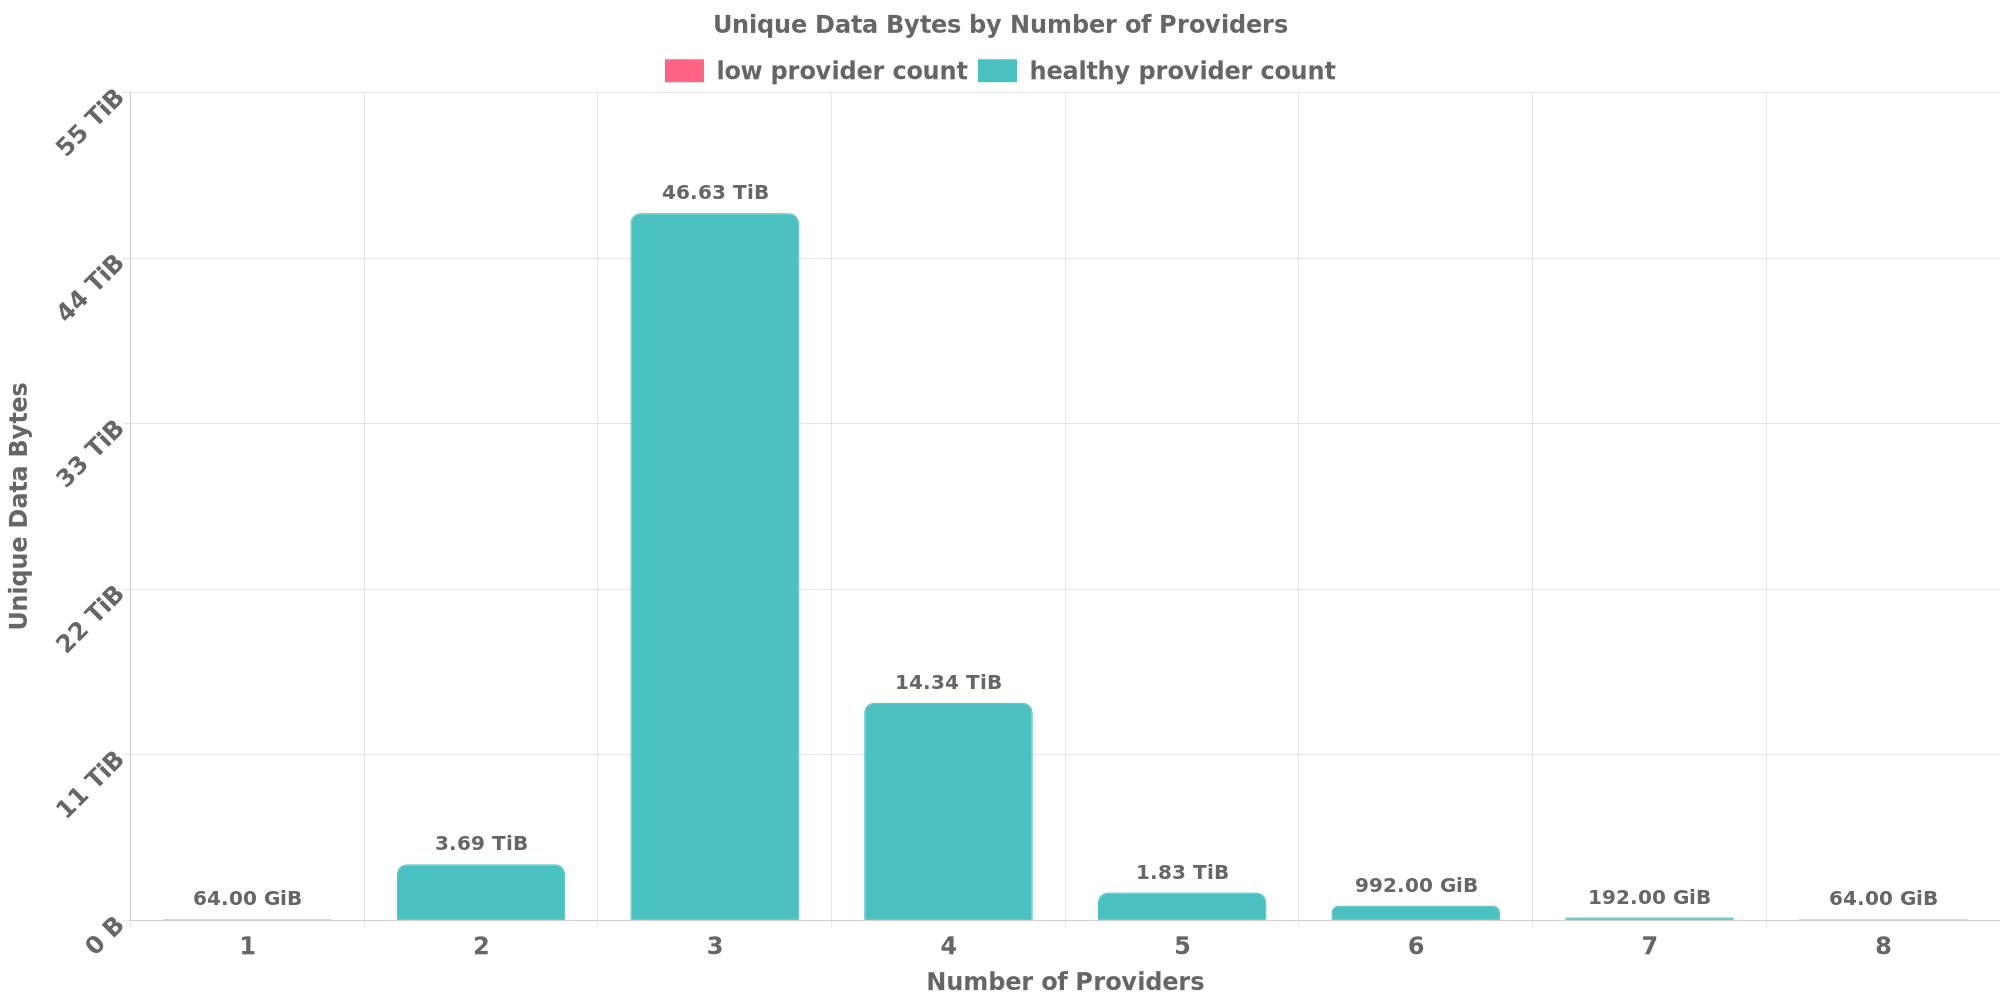 Unique Data Bytes by Number of Providers
low provider count healthy provider count
55 TiB
44 TiB
33 TiB
22 TiB
11 TiB
0 B
Unique Data Bytes
64.00 GiB
3.69 TiB
46.63 TiB
14.34 TiB
1.83 TiB
992.00 GiB
192.00 GiB
64.00 GiB
1 2 3 4 5 6 7 8
Number of Providers